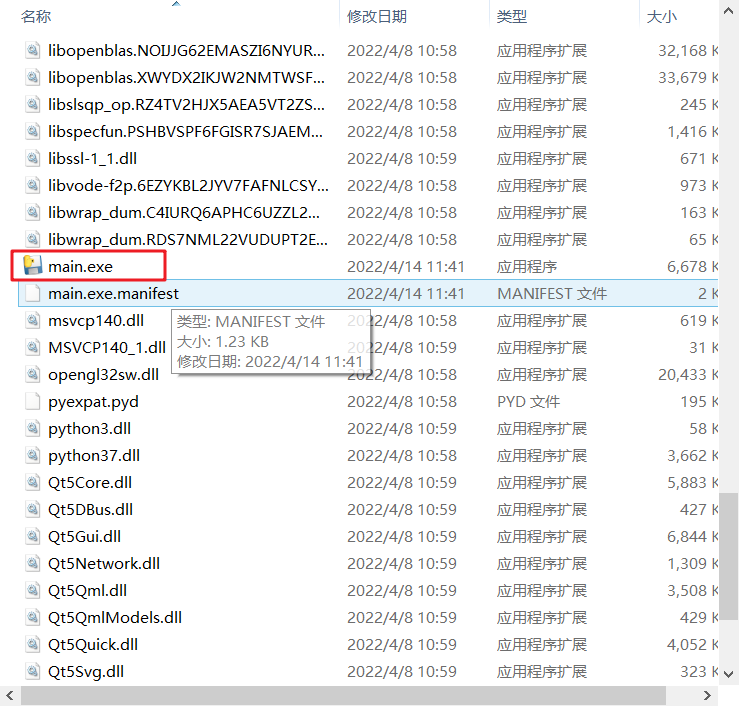 名称 修改日期 类型 大小
libopenblas.NOIJJG62EMASZI6NYUR... 2022/4/8 10:58 应用程序扩展 32,168 K
libopenblas.XWYDX2IKJW2NMTWSF... 2022/4/8 10:58 应用程序扩展 33,679 K
libslsqp_op.RZ4TV2HJX5AEA5VT2ZS... 2022/4/8 10:58 应用程序扩展 245 K
libspecfun.PSHBVSPF6FGISR7SJAEM... 2022/4/8 10:58 应用程序扩展 1,416 K
libssl-1_1.dll 2022/4/8 10:59 应用程序扩展 671 K
libvode-f2p.6EZYKBL2JYV7FAFNLCSY... 2022/4/8 10:58 应用程序扩展 973 K
libwrap_dum.C4IURQ6APHC6UZZL2... 2022/4/8 10:58 应用程序扩展 163 K
libwrap_dum.RDS7NML22VUDUPT2E... 2022/4/8 10:58 应用程序扩展 65 K
main.exe 2022/4/14 11:41 应用程序 6,678 K
main.exe.manifest 2022/4/14 11:41 MANIFEST 文件 2 K
msvcp140.dll 2022/4/8 10:58 应用程序扩展 619 K
类型: MANIFEST 文件
大小: 1.23 KB
修改日期: 2022/4/14 11:41
MSVCP140_1.dll 2022/4/8 10:59 应用程序扩展 31 K
opengl32sw.dll 2022/4/8 10:58 应用程序扩展 20,433 K
pyexpat.pyd 2022/4/8 10:58 PYD 文件 195 K
python3.dll 2022/4/8 10:59 应用程序扩展 58 K
python37.dll 2022/4/8 10:58 应用程序扩展 3,662 K
Qt5Core.dll 2022/4/8 10:59 应用程序扩展 5,883 K
Qt5DBus.dll 2022/4/8 10:59 应用程序扩展 427 K
Qt5Gui.dll 2022/4/8 10:59 应用程序扩展 6,844 K
Qt5Network.dll 2022/4/8 10:59 应用程序扩展 1,309 K
Qt5Qml.dll 2022/4/8 10:59 应用程序扩展 3,508 K
Qt5QmlModels.dll 2022/4/8 10:59 应用程序扩展 429 K
Qt5Quick.dll 2022/4/8 10:59 应用程序扩展 4,052 K
Qt5Svg.dll 2022/4/8 10:59 应用程序扩展 323 K